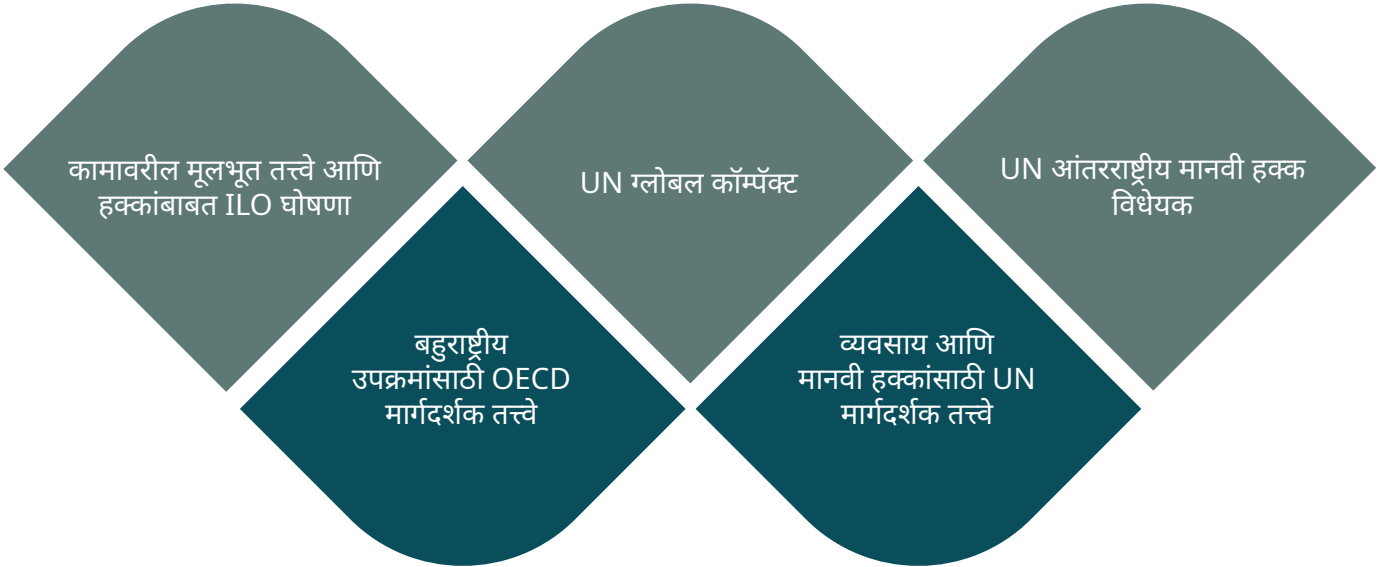 कामावरील मूलभूत तत्त्वे आणि
हक्कांबाबत ILO घोषणा
UN ग्लोबल कॉम्पॅक्ट
UN आंतरराष्ट्रीय मानवी हक्क
विधेयक
बहुराष्ट्रीय
उपक्रमांसाठी OECD
मार्गदर्शक तत्त्वे
व्यवसाय आणि
मानवी हक्कांसाठी UN
मार्गदर्शक तत्त्वे